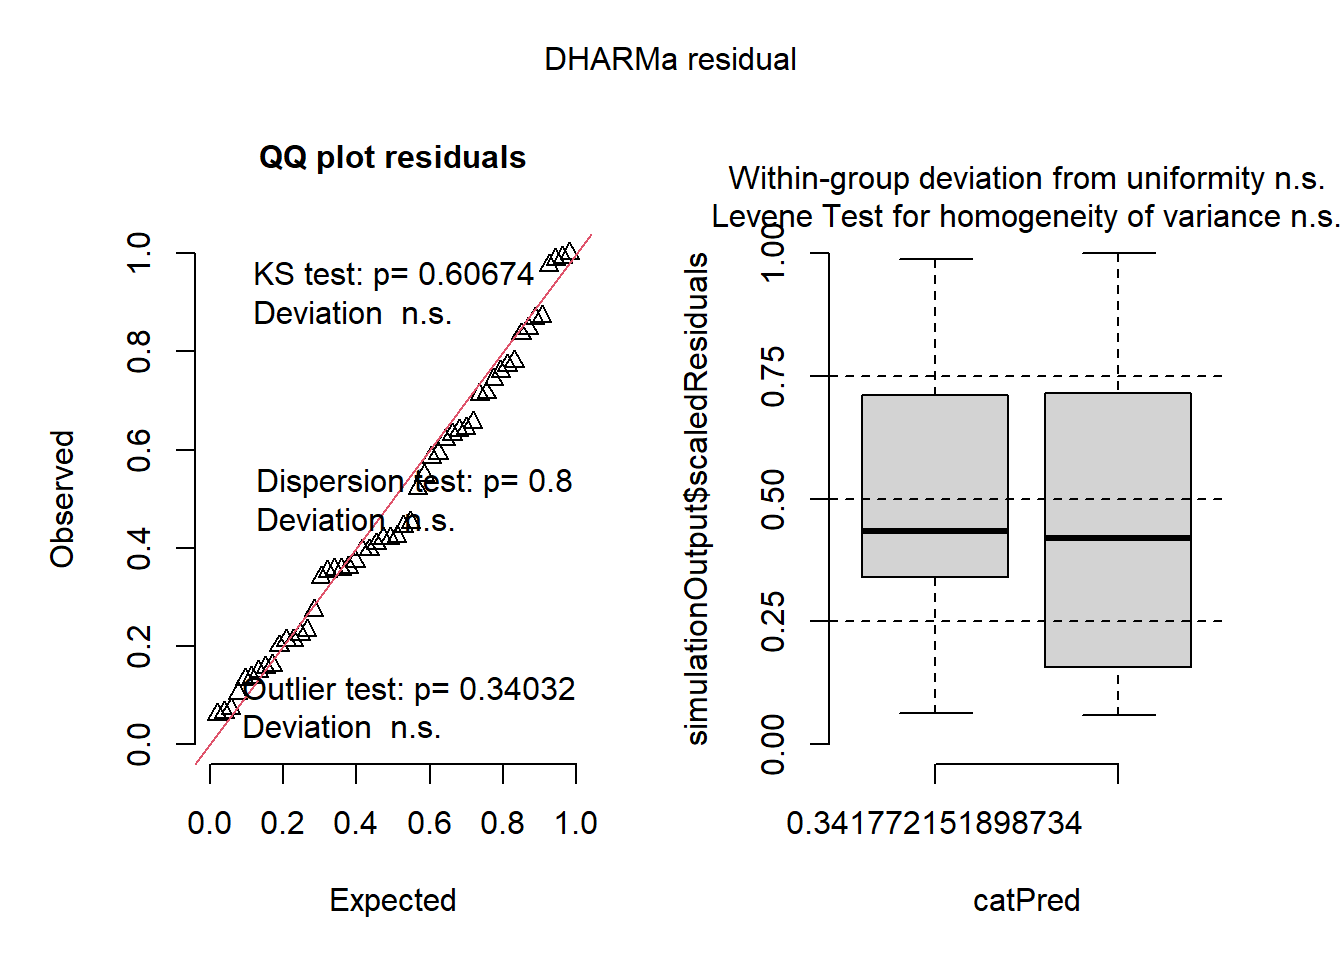 DHARMa residual
QQ plot residuals
KS test: p= 0.60674
Deviation  n.s.
Dispersion test: p= 0.8
Deviation  n.s.
Outlier test: p= 0.34032
Deviation  n.s.
Observed
0.0
0.2
0.4
0.6
0.8
1.0
0.0 0.2 0.4 0.6 0.8 1.0
Expected
Within-group deviation from uniformity n.s.
Levene Test for homogeneity of variance n.s.
simulationOutput$scaledResiduals
0.00
0.25
0.50
0.75
1.00
0.341772151898734
catPred